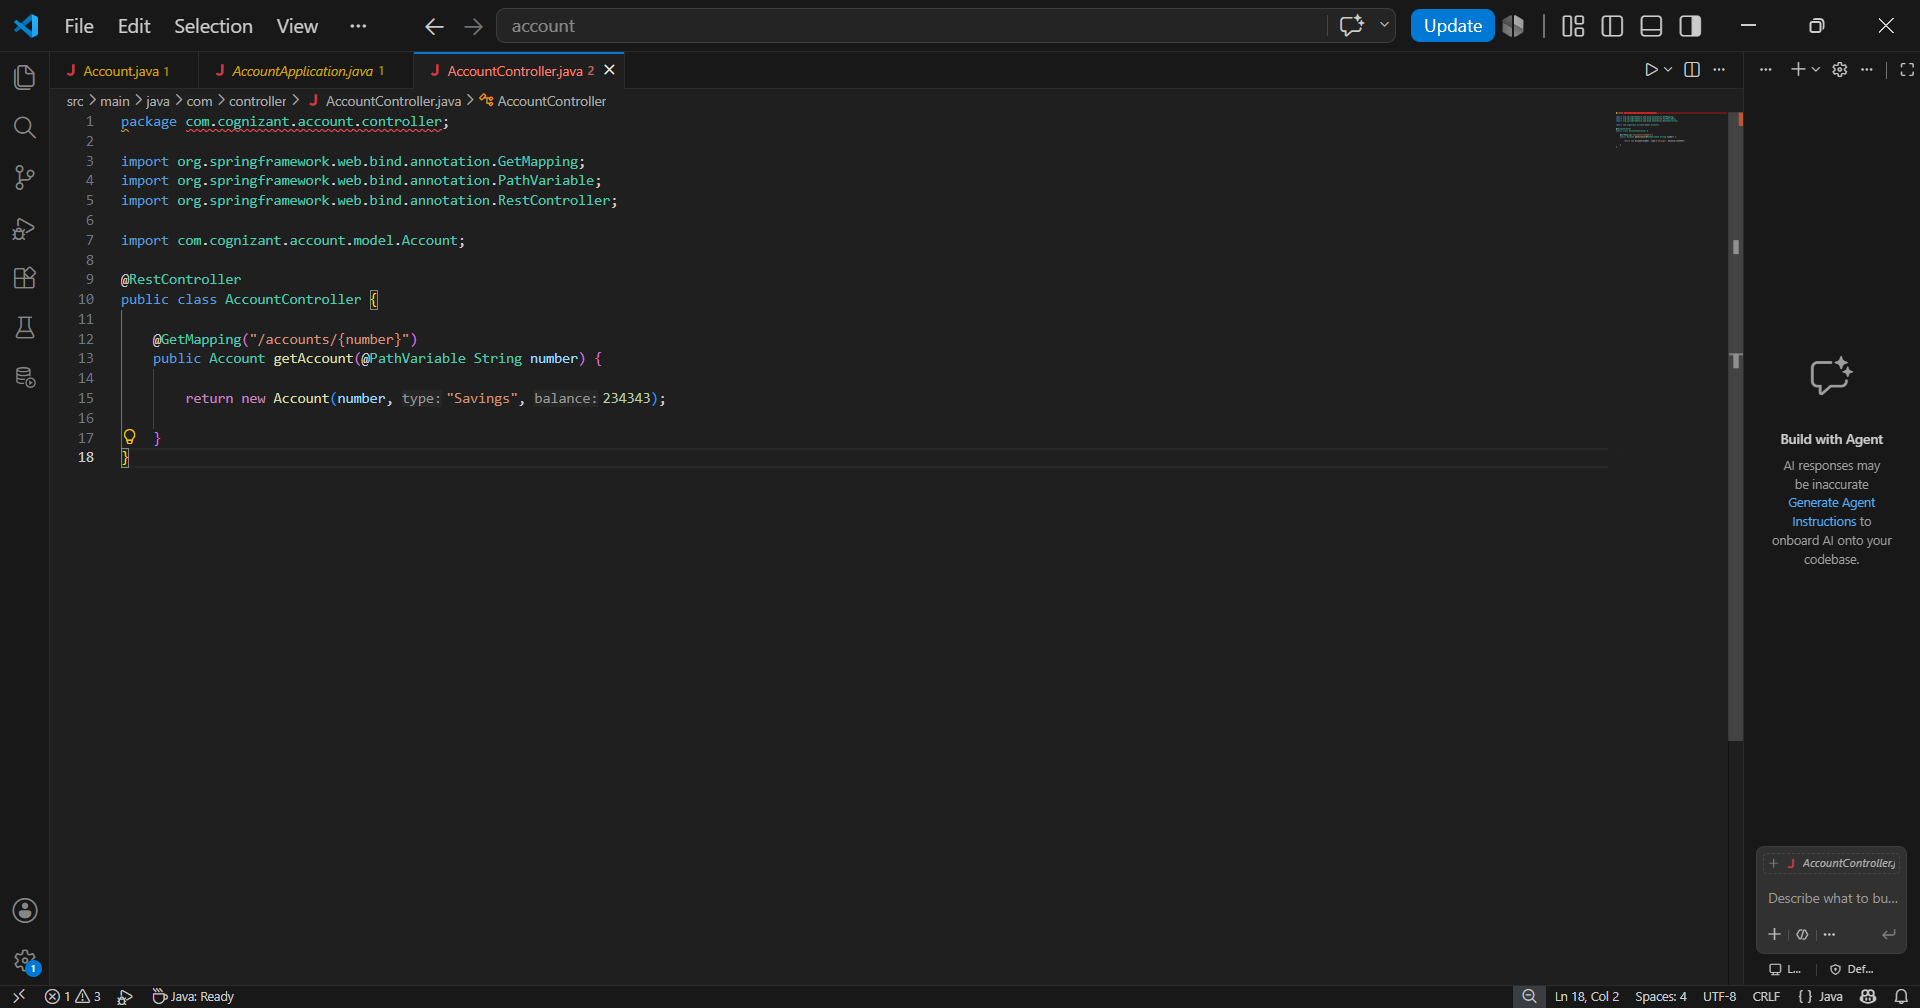 File Edit Selection View ··· account Update
Account.java 1 AccountApplication.java 1 AccountController.java 2
src > main > java > com > controller > AccountController.java > AccountController
1 package com.cognizant.account.controller;
2
3 import org.springframework.web.bind.annotation.GetMapping;
4 import org.springframework.web.bind.annotation.PathVariable;
5 import org.springframework.web.bind.annotation.RestController;
6
7 import com.cognizant.account.model.Account;
8
9 @RestController
10 public class AccountController {
11
12 @GetMapping("/accounts/{number}")
13 public Account getAccount(@PathVariable String number) {
14
15 return new Account(number, type: "Savings", balance: 234343);
16
17 }
18 }
Build with Agent
AI responses may
be inaccurate
Generate Agent
Instructions to
onboard AI onto your
codebase.
AccountController.j
Describe what to bu...
L... Def...
1
1 3 Java: Ready Ln 18, Col 2 Spaces: 4 UTF-8 CRLF { } Java